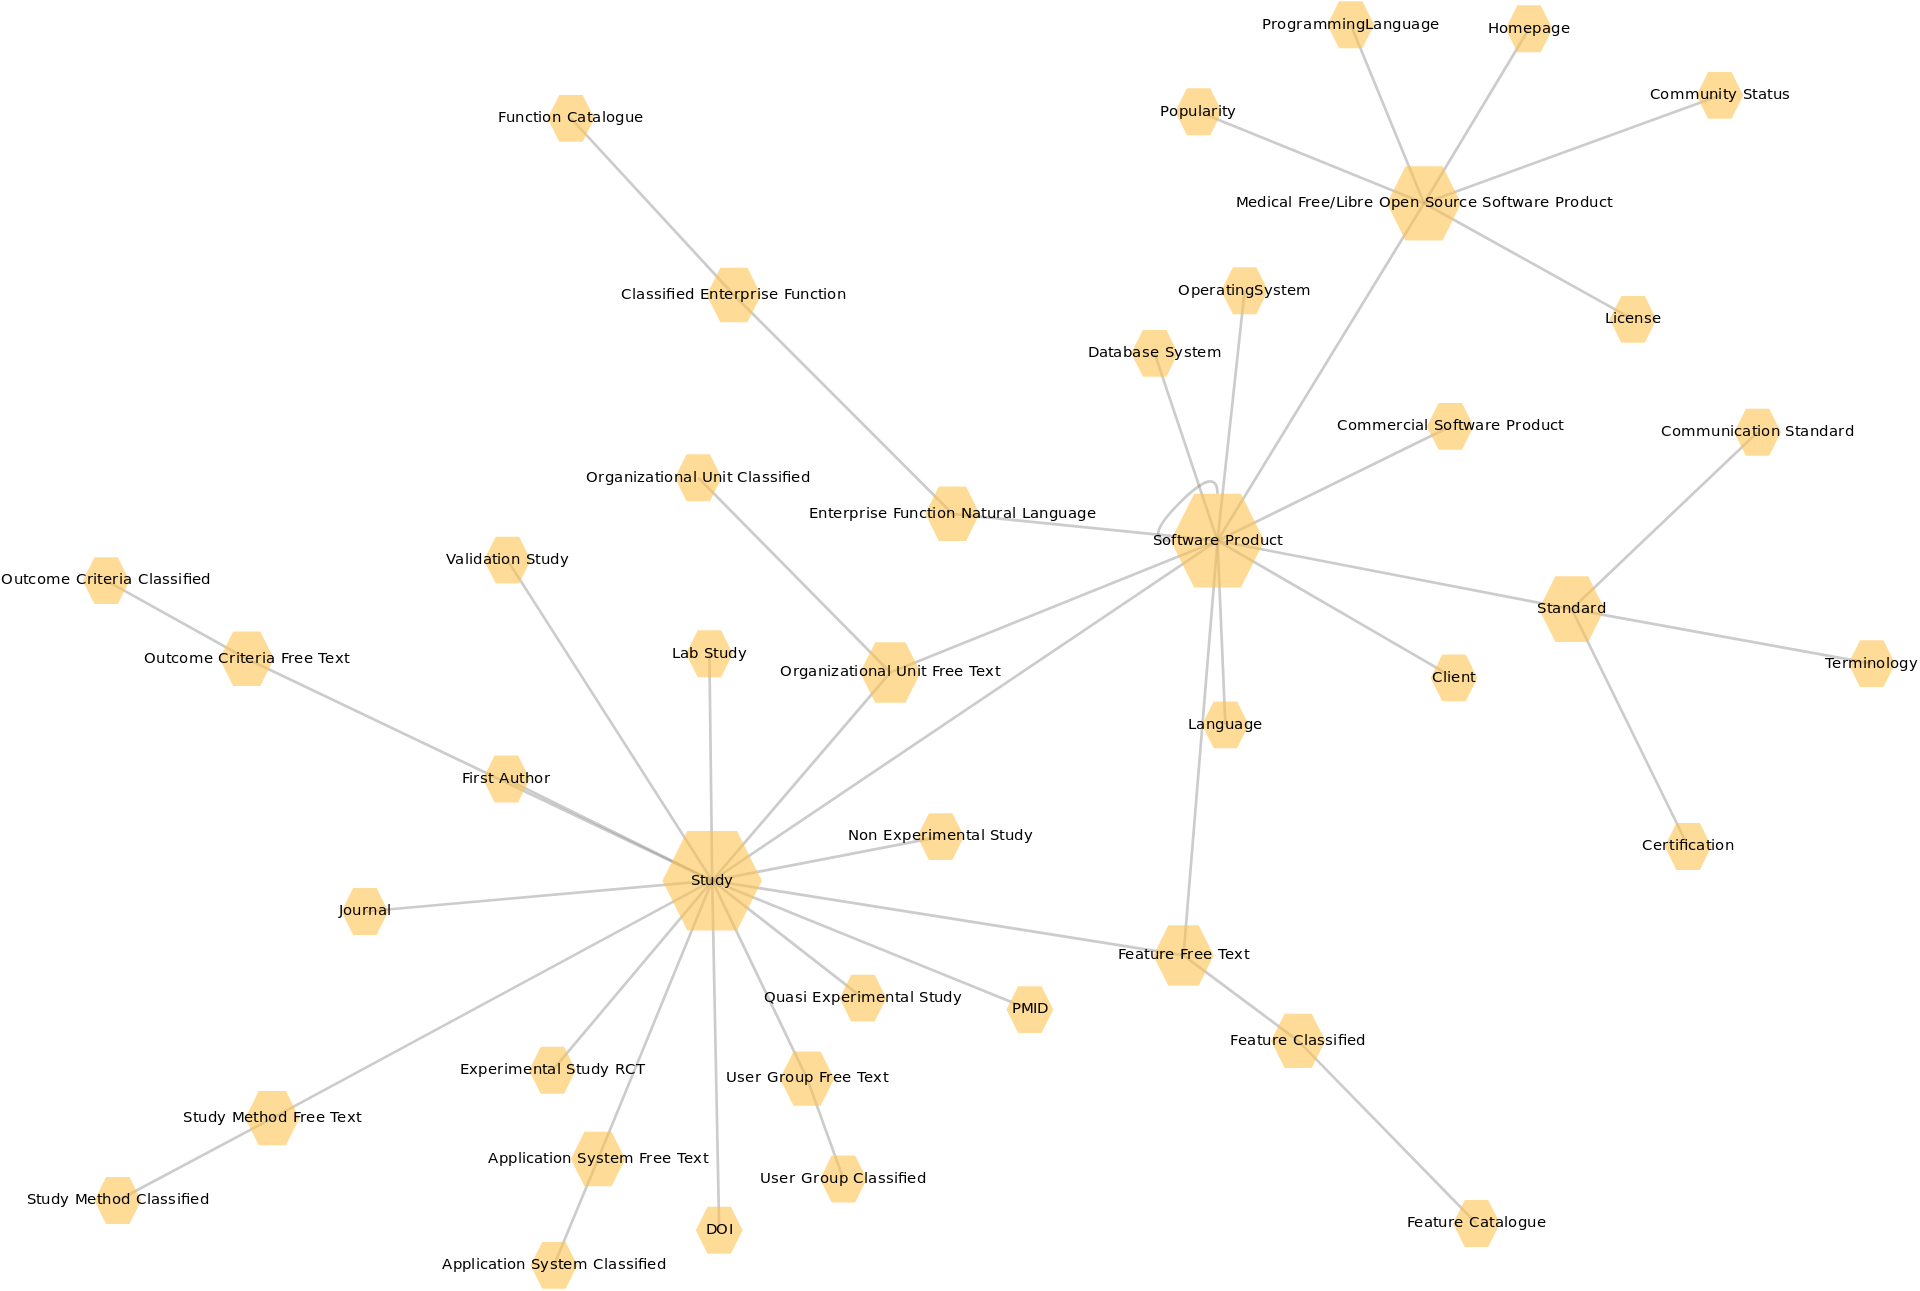 ProgrammingLanguage
Homepage
Community Status
Popularity
Function Catalogue
Medical Free/Libre Open Source Software Product
OperatingSystem
Classified Enterprise Function
License
Database System
Commercial Software Product
Communication Standard
Organizational Unit Classified
Enterprise Function Natural Language
Software Product
Validation Study
Outcome Criteria Classified
Standard
Lab Study
Outcome Criteria Free Text
Terminology
Organizational Unit Free Text
Client
Language
First Author
Non Experimental Study
Certification
Study
Journal
Feature Free Text
Quasi Experimental Study
PMID
Feature Classified
Experimental Study RCT
User Group Free Text
Study Method Free Text
Application System Free Text
User Group Classified
Study Method Classified
Feature Catalogue
DOI
Application System Classified